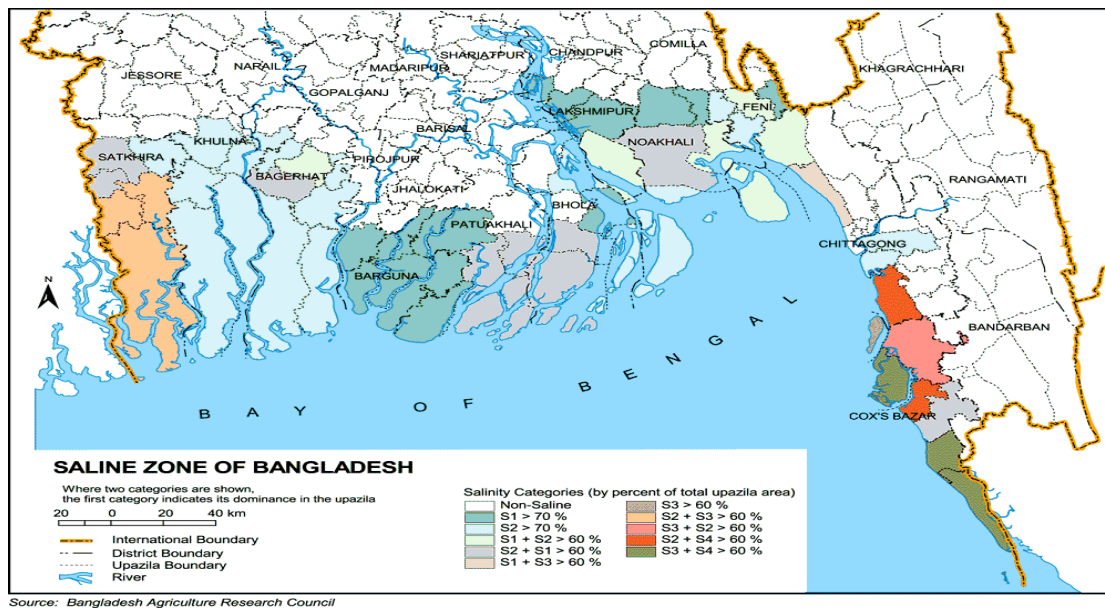 COMILLA
CHANDPUR
SHARIATPUR
KHAGRACHHARI
NARAIL
MADARIPUR
JESSORE
GOPALGANJ
FENI
LAKSHMIPUR
BARISAL
KHULNA
NOAKHALI
SATKHIRA
PIROJPUR
BAGERHAT
RANGAMATI
JHALOKATI
BHOLA
PATUAKHALI
CHITTAGONG
BARGUNA
N
BANDARBAN
BAY OF BENGAL
COX'S BAZAR
SALINE ZONE OF BANGLADESH
Where two categories are shown,
the first category indicates its dominance in the upazila
20 0 20 40 km
International Boundary
District Boundary
Upazila Boundary
River
Salinity Categories (by percent of total upazila area)
Non-Saline
S1 > 70 %
S2 > 70 %
S1 + S2 > 60 %
S2 + S1 > 60 %
S1 + S3 > 60 %
S3 > 60 %
S2 + S3 > 60 %
S3 + S2 > 60 %
S2 + S4 > 60 %
S3 + S4 > 60 %
Source: Bangladesh Agriculture Research Council